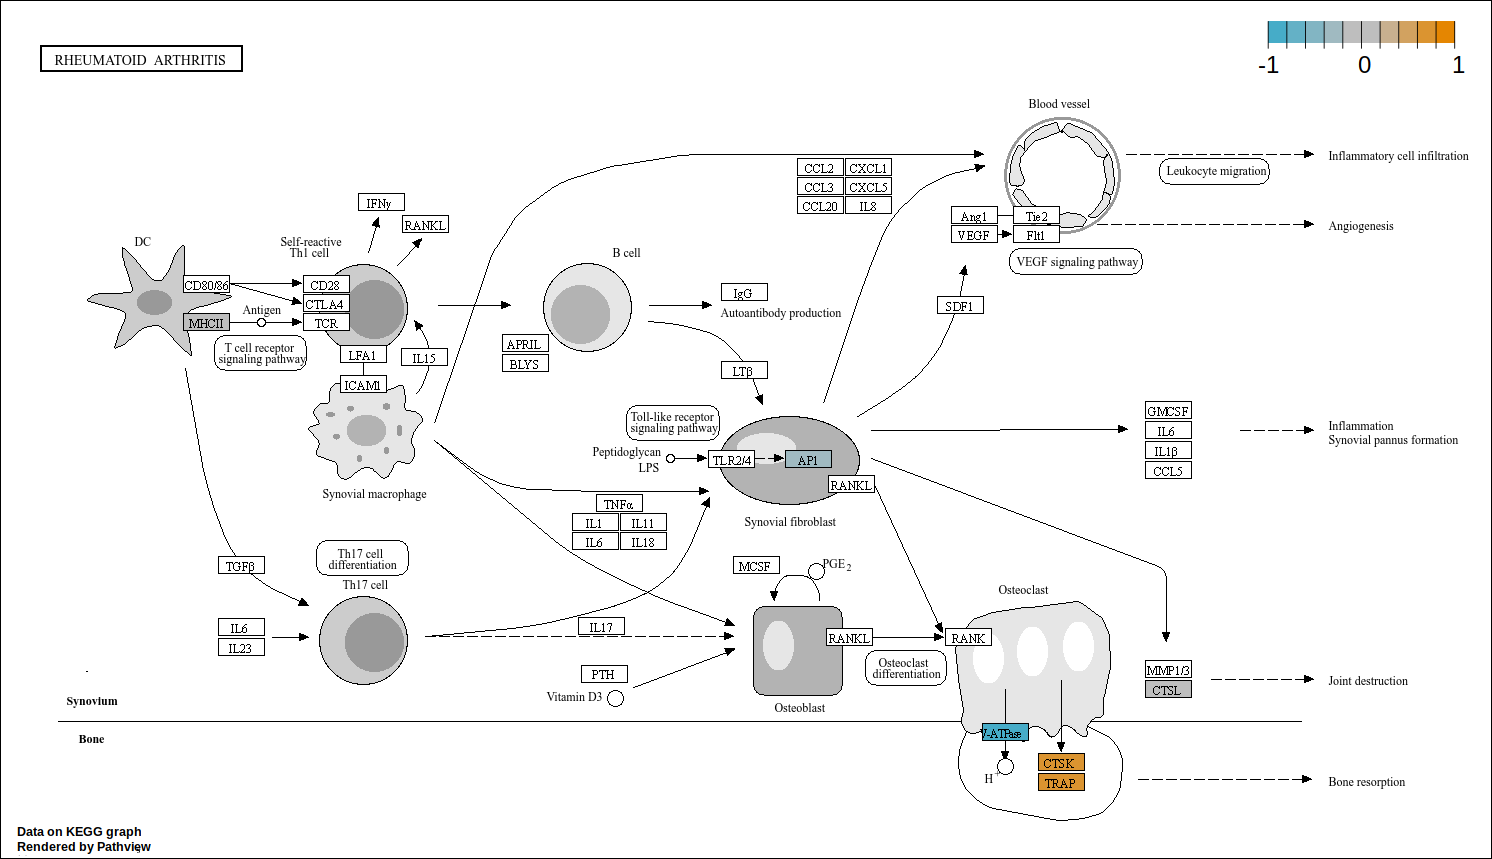 RHEUMATOID ARTHRITIS
-1 0 1
Blood vessel
CCL2 CXCL1
CCL3 CXCL5
CCL20 IL8
Inflammatory cell infiltration
Leukocyte migration
Ang1 Tie2
VEGF Flt1
Angiogenesis
VEGF signaling pathway
IFNγ
RANKL
DC
Self-reactive
Th1 cell
B cell
CD80/86
CD28
CTLA4
Antigen
MHCII
TCR
T cell receptor
signaling pathway
LFA1
IL15
ICAM1
Synovial macrophage
APRIL
BLYS
IgG
Autoantibody production
LTβ
SDF1
Toll-like receptor
signaling pathway
Peptidoglycan
LPS
TLR2/4
AP1
RANKL
Synovial fibroblast
GMCSF
IL6
IL1β
CCL5
Inflammation
Synovial pannus formation
TNFα
IL1 IL11
IL6 IL18
TGFβ
Th17 cell
differentiation
Th17 cell
IL6
IL23
IL17
PTH
Vitamin D3
MCSF
PGE2
RANKL
Osteoblast
Osteoclast
RANK
Osteoclast
differentiation
MMP1/3
CTSL
Joint destruction
Synovium
Bone
V-ATPase
H+
CTSK
TRAP
Bone resorption
Data on KEGG graph
Rendered by Pathview